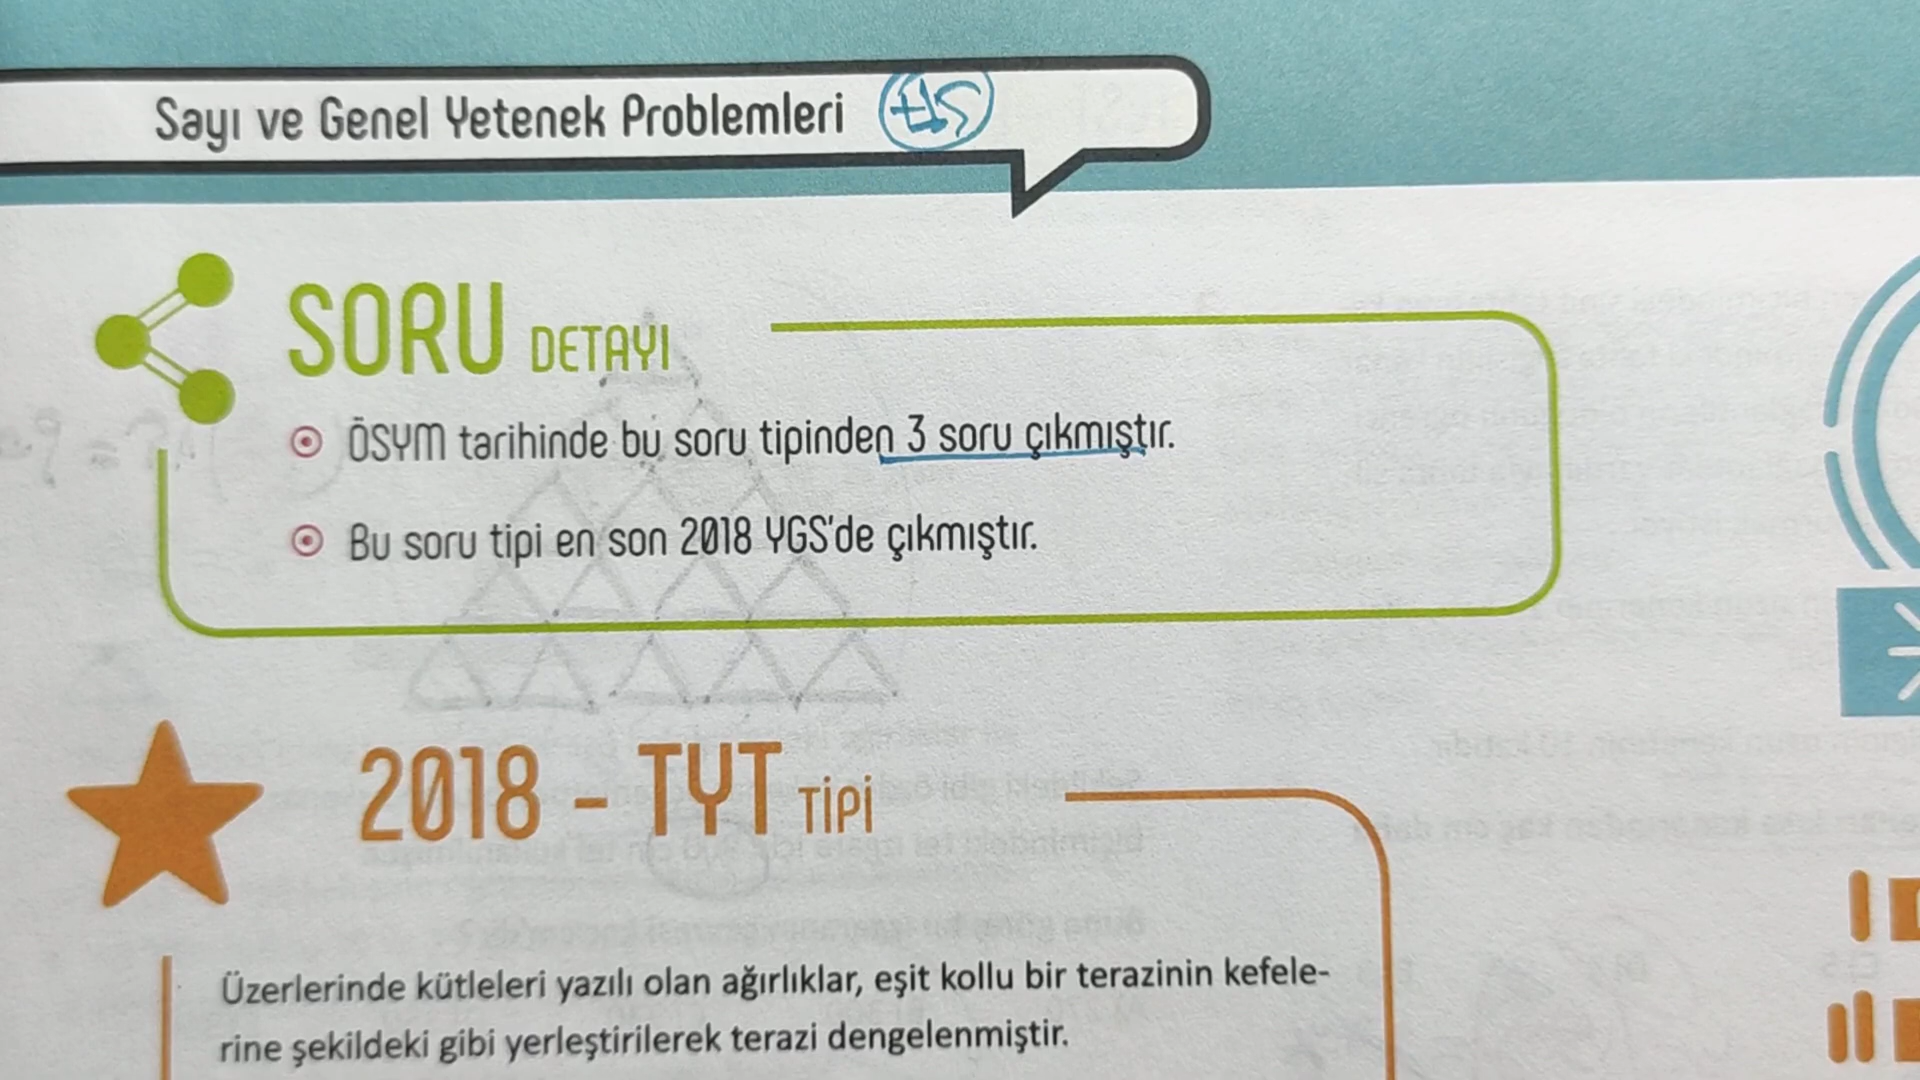 Sayı ve Genel Yetenek Problemleri
SORU DETAYI
ÖSYM tarihinde bu soru tipinden 3 soru çıkmıştır.
Bu soru tipi en son 2018 YGS'de çıkmıştır.
2018 - TYT TİPİ
Üzerlerinde kütleleri yazılı olan ağırlıklar, eşit kollu bir terazinin kefele-
rine şekildeki gibi yerleştirilerek terazi dengelenmiştir.